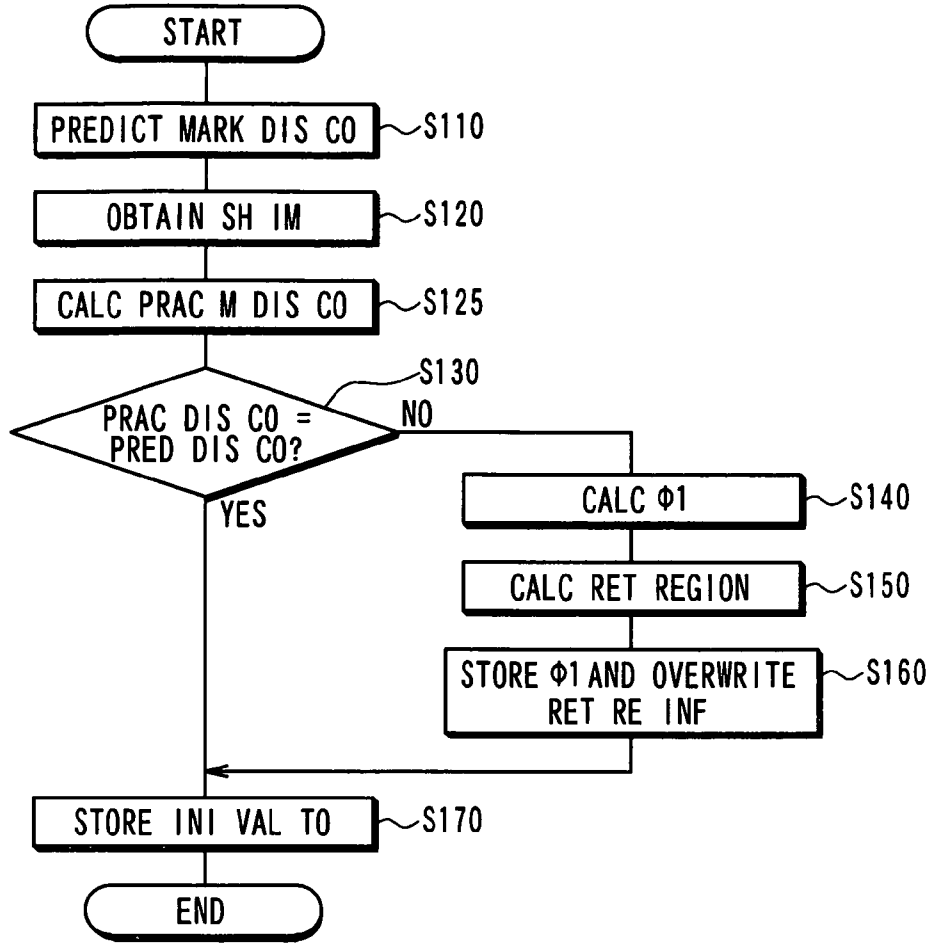 START
PREDICT MARK DIS CO
S110
OBTAIN SH IM
S120
CALC PRAC M DIS CO
S125
S130
PRAC DIS CO =
PRED DIS CO?
NO
YES
CALC Φ1
S140
CALC RET REGION
S150
STORE Φ1 AND OVERWRITE
RET RE INF
S160
STORE INI VAL TO
S170
END